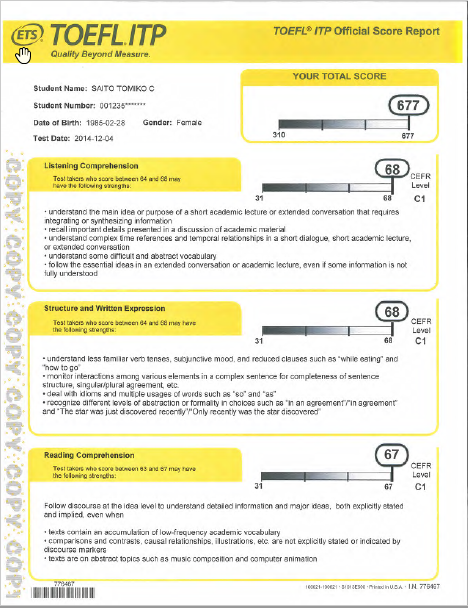 ETS TOEFL ITP
TOEFL® ITP Official Score Report
Quality Beyond Measure.
Student Name: SAITO TOMIKO C
Student Number: 001235*******
Date of Birth: 1985-02-28 Gender: Female
Test Date: 2014-12-04
YOUR TOTAL SCORE
677
310 677
Listening Comprehension
Test takers who score between 64 and 68 may
have the following strengths:
68
31 68
CEFR
Level
C1
• understand the main idea or purpose of a short academic lecture or extended conversation that requires
integrating or synthesizing information
• recall important details presented in a discussion of academic material
• understand complex time references and temporal relationships in a short dialogue, short academic lecture,
or extended conversation
• understand some difficult and abstract vocabulary
• follow the essential ideas in an extended conversation or academic lecture, even if some information is not
fully understood
Structure and Written Expression
Test takers who score between 64 and 68 may have
the following strengths:
68
31 68
CEFR
Level
C1
• understand less familiar verb tenses, subjunctive mood, and reduced clauses such as "while eating" and
"how to go"
• monitor interactions among various elements in a complex sentence for completeness of sentence
structure, singular/plural agreement, etc.
• deal with idioms and multiple usages of words such as "so" and "as"
• recognize different levels of abstraction or formality in choices such as "in an agreement"/"in agreement"
and "The star was just discovered recently"/"Only recently was the star discovered"
Reading Comprehension
Test takers who score between 63 and 67 may have
the following strengths:
67
31 67
CEFR
Level
C1
Follow discourse at the idea level to understand detailed information and major ideas, both explicitly stated
and implied, even when
• texts contain an accumulation of low-frequency academic vocabulary
• comparisons and contrasts, causal relationships, illustrations, etc. are not explicitly stated or indicated by
discourse markers
• texts are on abstract topics such as music composition and computer animation
COPY COPY COPY COPY COPY COPY COPY
776467
Printed in U.S.A. I.N. 776467